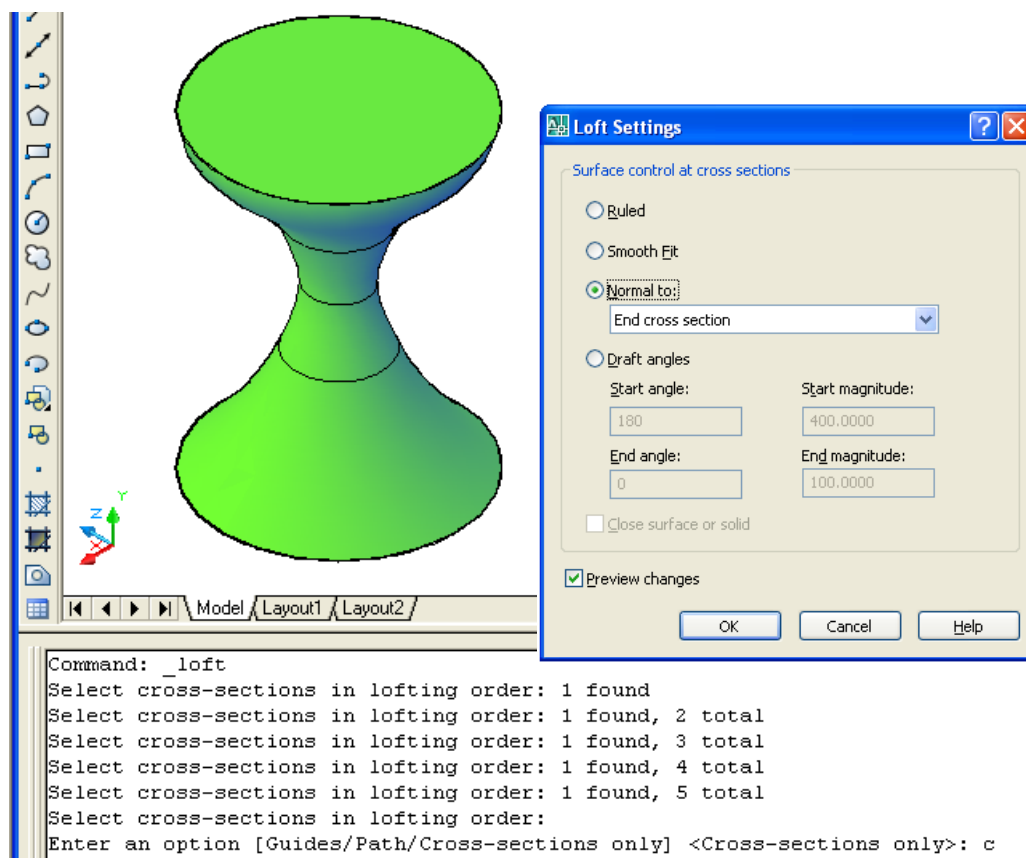 Loft Settings
Surface control at cross sections
Ruled
Smooth Fit
Normal to:
End cross section
Draft angles
Start angle:
Start magnitude:
180
400.0000
End angle:
End magnitude:
0
100.0000
Close surface or solid
Preview changes
OK
Cancel
Help
Y
Z
X
Model
Layout1
Layout2
Command: _loft
Select cross-sections in lofting order: 1 found
Select cross-sections in lofting order: 1 found, 2 total
Select cross-sections in lofting order: 1 found, 3 total
Select cross-sections in lofting order: 1 found, 4 total
Select cross-sections in lofting order: 1 found, 5 total
Select cross-sections in lofting order:
Enter an option [Guides/Path/Cross-sections only] <Cross-sections only>: c